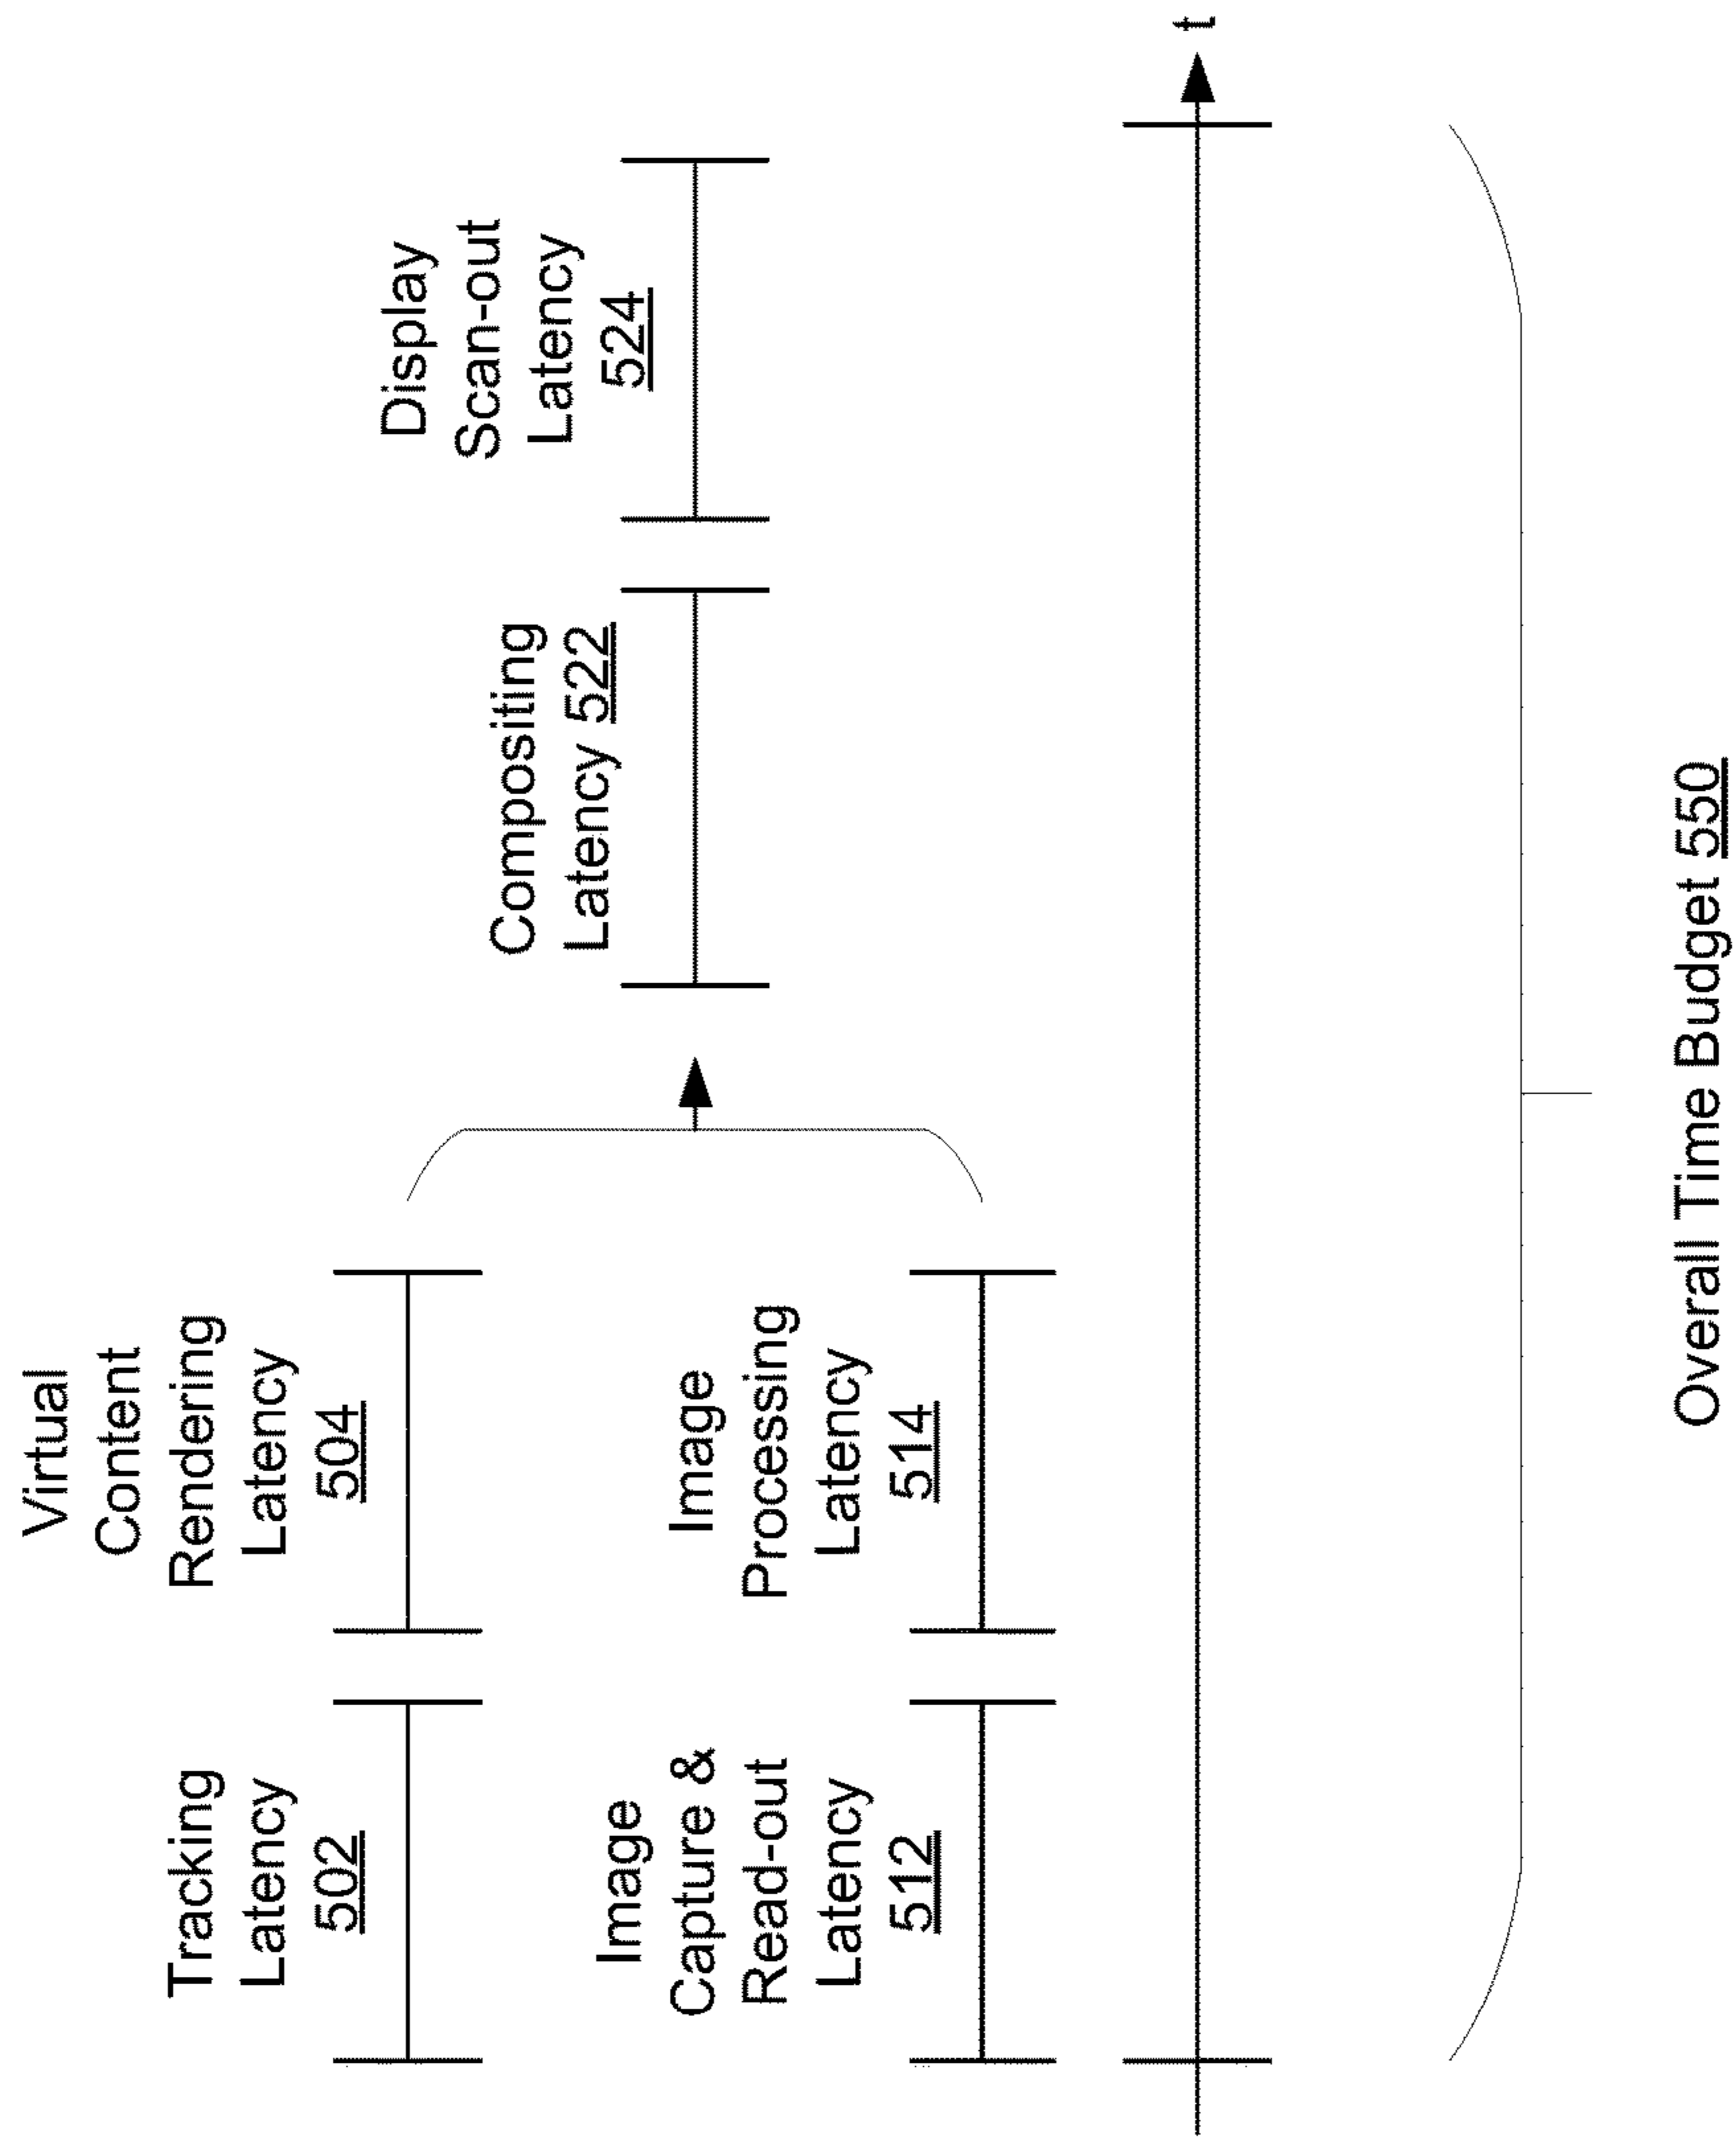 Virtual
Content
Rendering
Latency
504
Tracking
Latency
502
Display
Scan-out
Latency
524
Compositing
Latency 522
Image
Capture &
Read-out
Latency
512
Image
Processing
Latency
514
t
Overall Time Budget 550